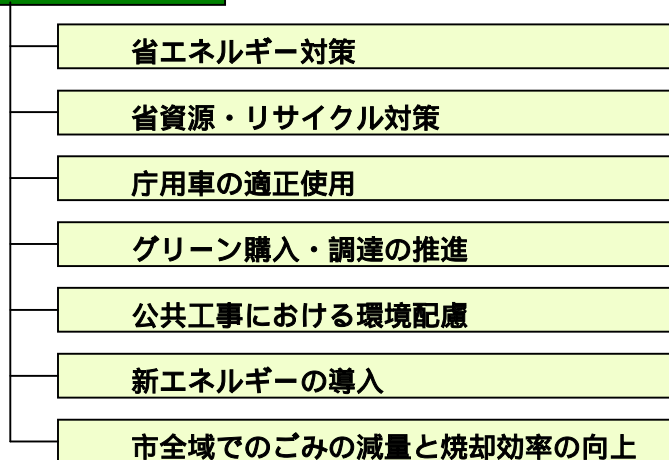 省エネルギー対策
省資源・リサイクル対策
庁用車の適正使用
グリーン購入・調達の推進
公共工事における環境配慮
新エネルギーの導入
市全域でのごみの減量と焼却効率の向上